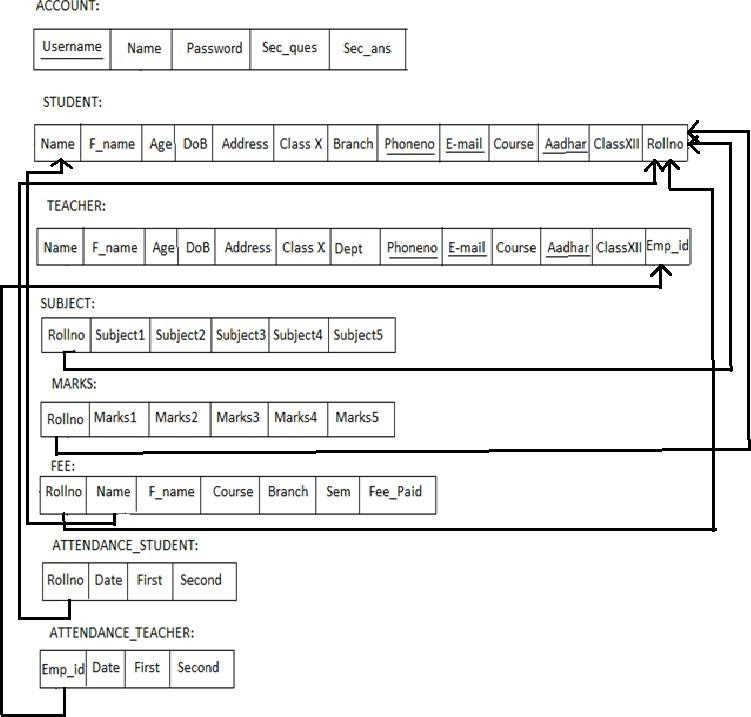 ACCOUNT:
Username Name Password Sec_ques Sec_ans
STUDENT:
Name F_name Age DoB Address Class X Branch Phoneno E-mail Course Aadhar ClassXII Rollno
TEACHER:
Name F_name Age DoB Address Class X Dept Phoneno E-mail Course Aadhar ClassXII Emp_id
SUBJECT:
Rollno Subject1 Subject2 Subject3 Subject4 Subject5
MARKS:
Rollno Marks1 Marks2 Marks3 Marks4 Marks5
FEE:
Rollno Name F_name Course Branch Sem Fee_Paid
ATTENDANCE_STUDENT:
Rollno Date First Second
ATTENDANCE_TEACHER:
Emp_id Date First Second